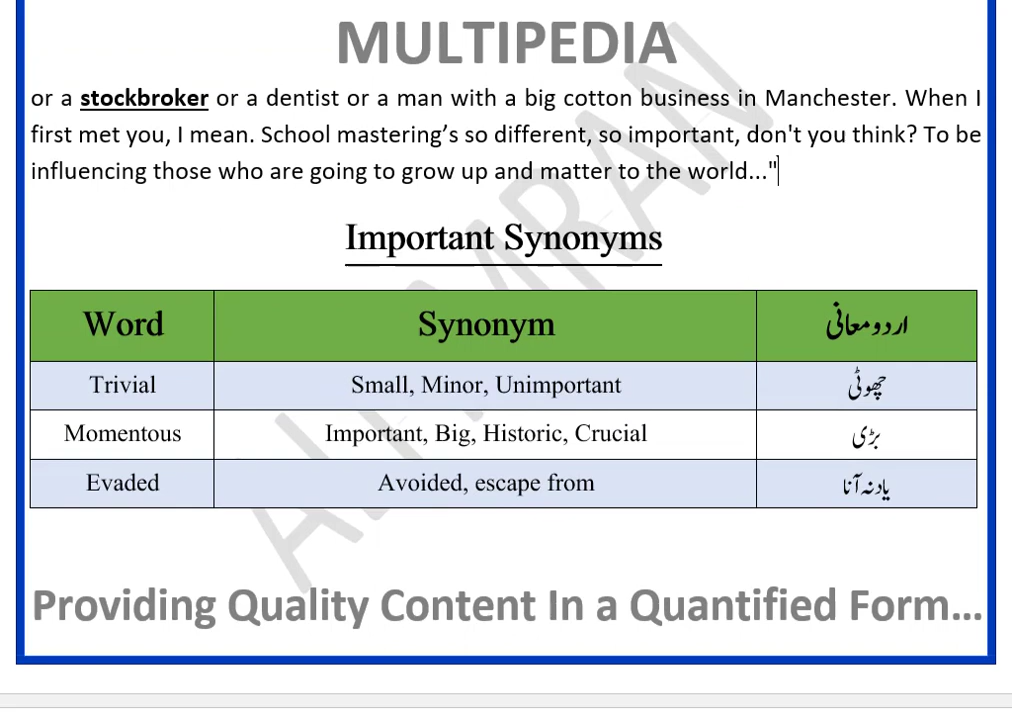 MULTIPEDIA
or a stockbroker or a dentist or a man with a big cotton business in Manchester. When I
first met you, I mean. School mastering’s so different, so important, don't you think? To be
influencing those who are going to grow up and matter to the world..."
Important Synonyms
Word Synonym اردو معانی
Trivial Small, Minor, Unimportant چھوٹی
Momentous Important, Big, Historic, Crucial بڑی
Evaded Avoided, escape from یاد نہ آنا
Providing Quality Content In a Quantified Form...